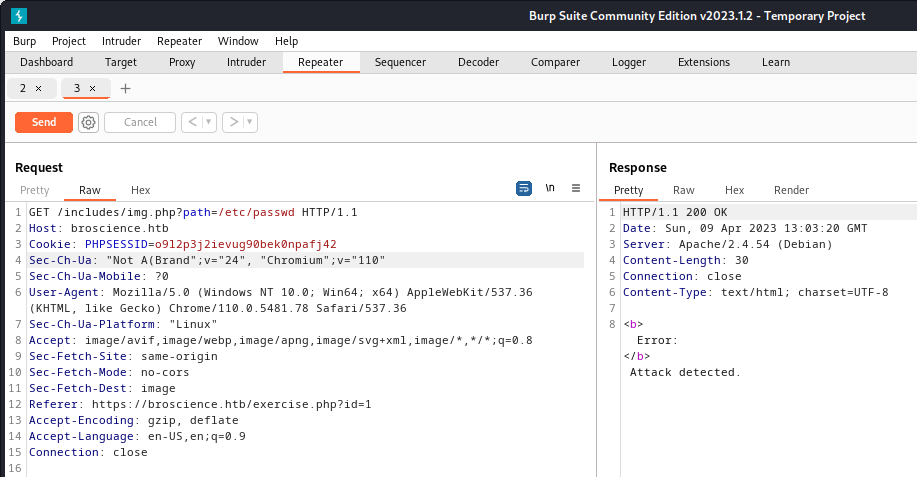 Burp Suite Community Edition v2023.1.2 - Temporary Project
Burp Project Intruder Repeater Window Help
Dashboard Target Proxy Intruder Repeater Sequencer Decoder Comparer Logger Extensions Learn
2 × 3 × +
Send Cancel < >
Request
Pretty Raw Hex \n
1 GET /includes/img.php?path=/etc/passwd HTTP/1.1
2 Host: broscience.htb
3 Cookie: PHPSESSID=o9l2p3j2ievug90bek0npafj42
4 Sec-Ch-Ua: "Not A(Brand";v="24", "Chromium";v="110"
5 Sec-Ch-Ua-Mobile: ?0
6 User-Agent: Mozilla/5.0 (Windows NT 10.0; Win64; x64) AppleWebKit/537.36
(KHTML, like Gecko) Chrome/110.0.5481.78 Safari/537.36
7 Sec-Ch-Ua-Platform: "Linux"
8 Accept: image/avif,image/webp,image/apng,image/svg+xml,image/*,*/*;q=0.8
9 Sec-Fetch-Site: same-origin
10 Sec-Fetch-Mode: no-cors
11 Sec-Fetch-Dest: image
12 Referer: https://broscience.htb/exercise.php?id=1
13 Accept-Encoding: gzip, deflate
14 Accept-Language: en-US,en;q=0.9
15 Connection: close
16
Response
Pretty Raw Hex Render
1 HTTP/1.1 200 OK
2 Date: Sun, 09 Apr 2023 13:03:20 GMT
3 Server: Apache/2.4.54 (Debian)
4 Content-Length: 30
5 Connection: close
6 Content-Type: text/html; charset=UTF-8
7
8 <b>
Error:
</b>
Attack detected.